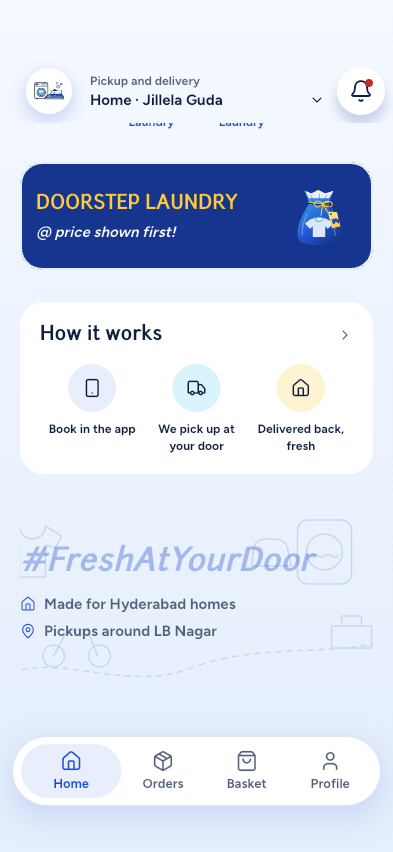 Pickup and delivery
Home · Jillela Guda
Laundry Laundry
DOORSTEP LAUNDRY
@ price shown first!
How it works
Book in the app
We pick up at
your door
Delivered back,
fresh
#FreshAtYourDoor
Made for Hyderabad homes
Pickups around LB Nagar
Home Orders Basket Profile